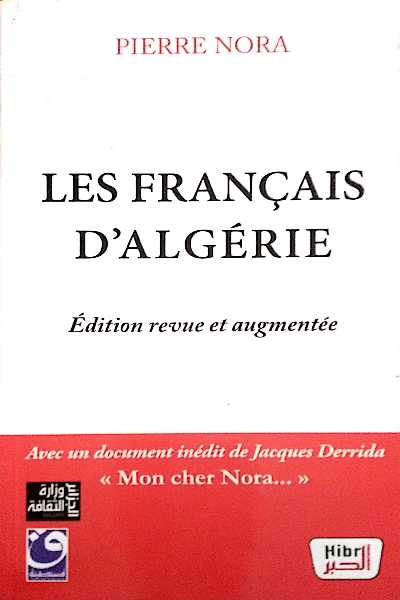 PIERRE NORA
LES FRANÇAIS
D'ALGÉRIE
Édition revue et augmentée
Avec un document inédit de Jacques Derrida
« Mon cher Nora... »
وزارة
الثقافة
Hibr
الحبر